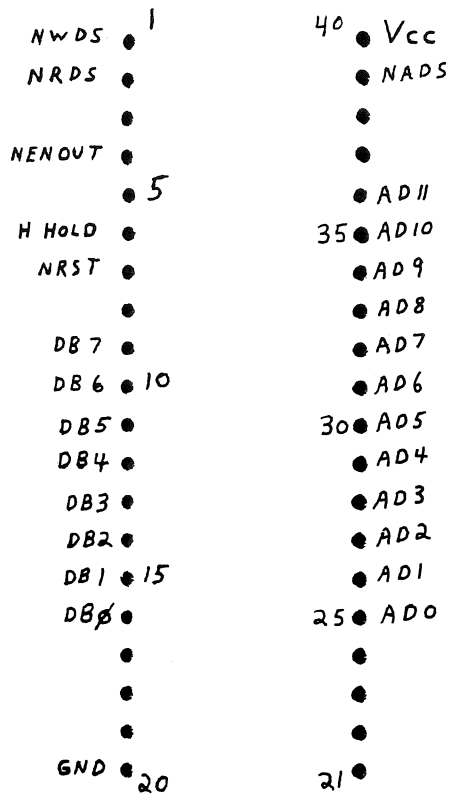 NWDS 1 40 Vcc
NRDS NADS
NENOUT
5 AD11
H HOLD 35 AD10
NRST AD9
AD8
DB7 AD7
DB6 10 AD6
DB5 30 AD5
DB4 AD4
DB3 AD3
DB2 AD2
DB1 15 AD1
DBØ 25 AD0
GND 20 21